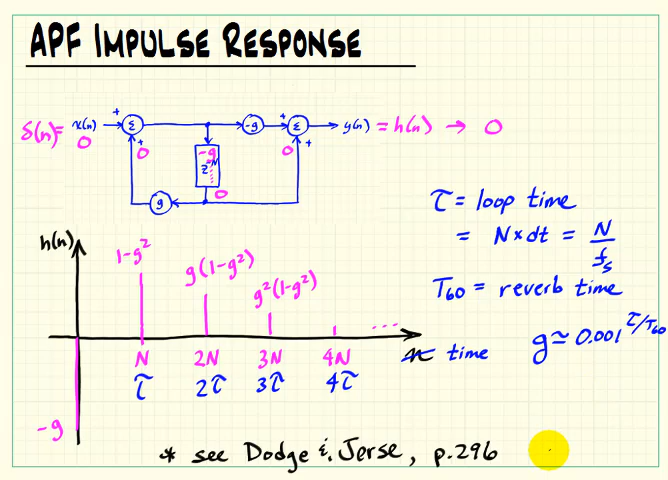 APF IMPULSE RESPONSE
δ(n)= x(n) + Σ -g + Σ y(n) = h(n) → 0
0 + 0 -g 0 +
z^-N
g 0
τ = loop time
= N × dt = N/fs
T60 = reverb time
g ≃ 0.001^τ/T60
h(n)
1-g² g(1-g²) g²(1-g²) ....
N 2N 3N 4N n time
τ 2τ 3τ 4τ
-g
* see Dodge &. Jerse, p.296